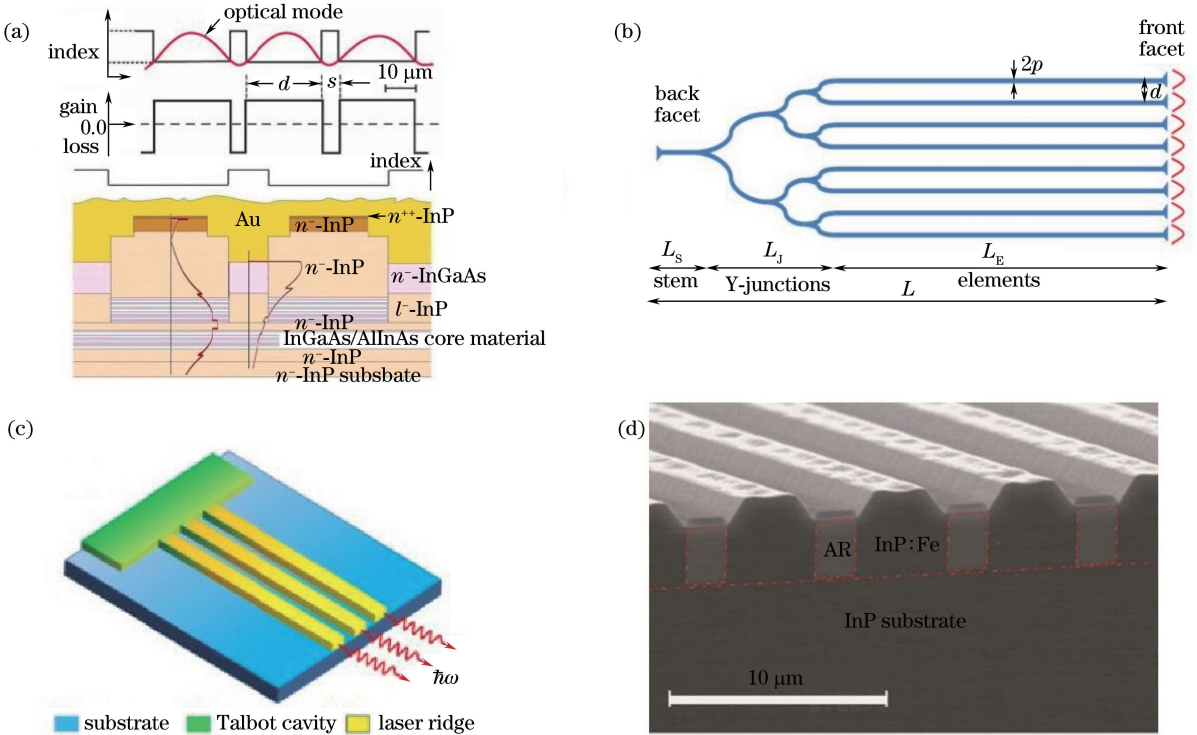 (a)
optical mode
index
10 μm
d
s
gain
0.0
loss
index
Au
n⁺⁺-InP
n⁻-InP
n⁻-InP
n⁻-InGaAs
l⁻-InP
n⁻-InP
InGaAs/AlInAs core material
n⁻-InP
n⁻-InP subsbate
(b)
front
facet
back
facet
2p
d
L_S
L_J
L_E
stem
Y-junctions
elements
L
(c)
ħω
substrate
Talbot cavity
laser ridge
(d)
AR
InP:Fe
InP substrate
10 μm